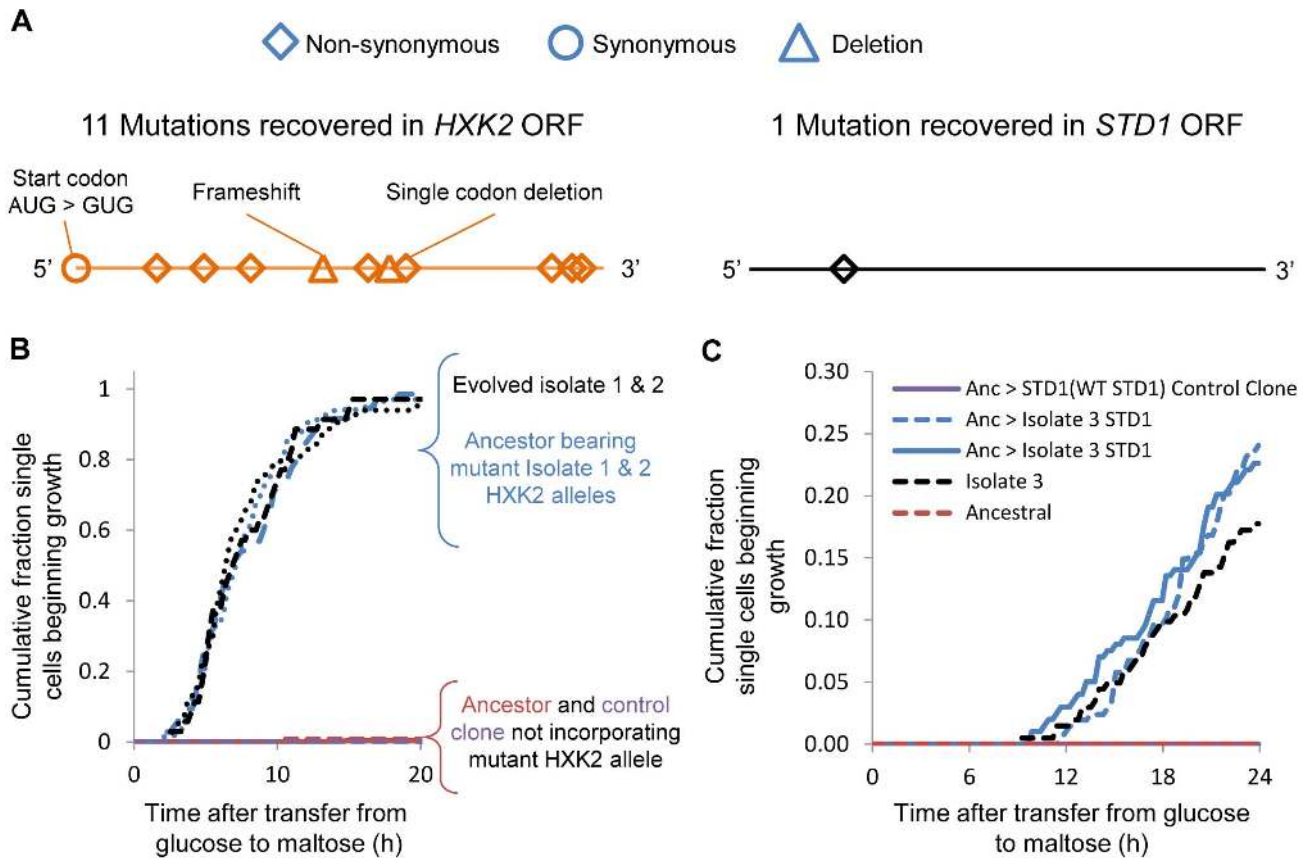 A
Non-synonymous
Synonymous
Deletion
11 Mutations recovered in HXK2 ORF
1 Mutation recovered in STD1 ORF
Start codon
AUG > GUG
Frameshift
Single codon deletion
5’
3’
5’
3’
B
Cumulative fraction single
cells beginning growth
1
0.8
0.6
0.4
0.2
0
0
10
20
Time after transfer from
glucose to maltose (h)
Evolved isolate 1 & 2
Ancestor bearing
mutant Isolate 1 & 2
HXK2 alleles
Ancestor and control
clone not incorporating
mutant HXK2 allele
C
Cumulative fraction
single cells beginning
growth
0.30
0.25
0.20
0.15
0.10
0.05
0.00
Anc > STD1(WT STD1) Control Clone
Anc > Isolate 3 STD1
Anc > Isolate 3 STD1
Isolate 3
Ancestral
0
6
12
18
24
Time after transfer from glucose
to maltose (h)